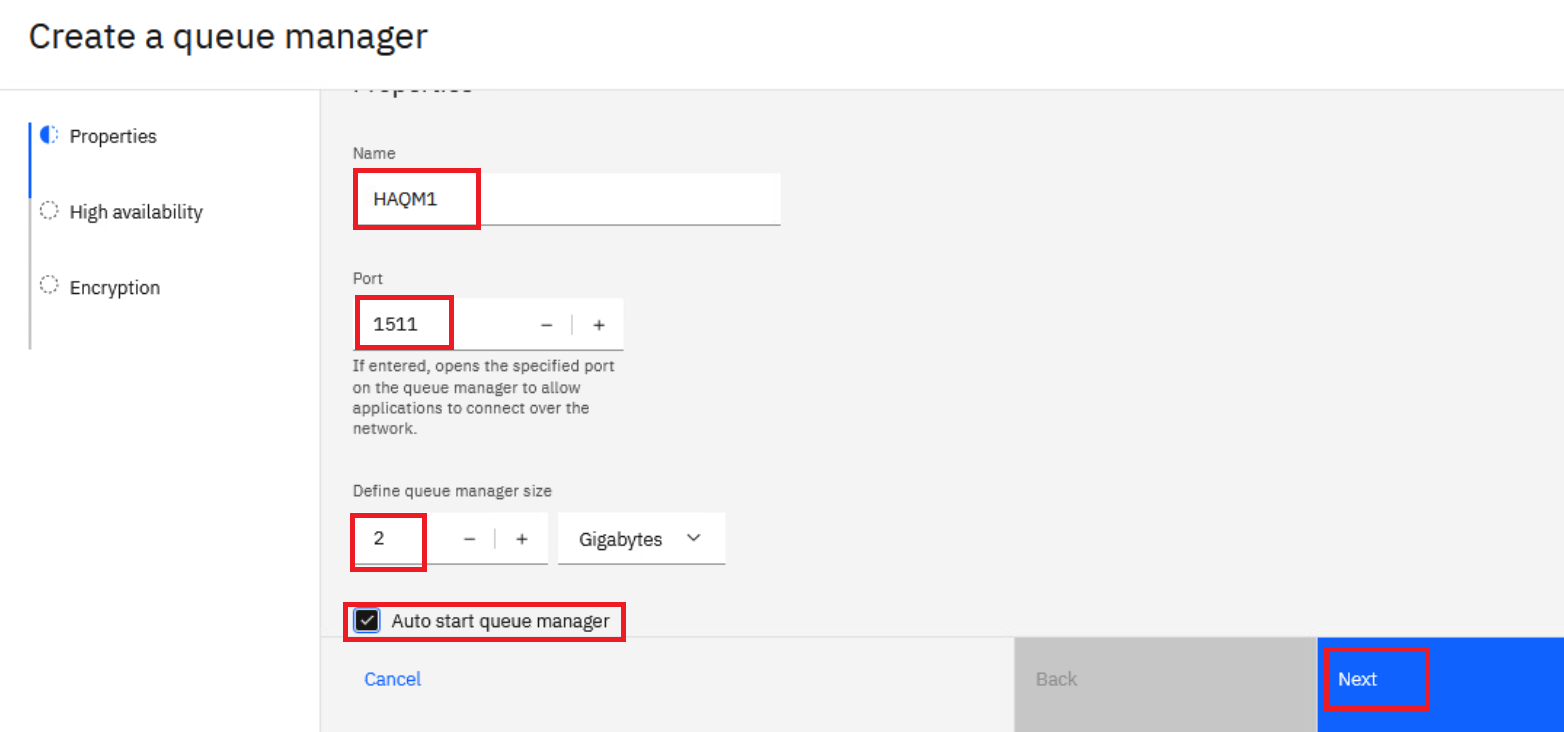 Create a queue manager
Properties
High availability
Encryption
Properties
Name
HAQM1
Port
1511
If entered, opens the specified port
on the queue manager to allow
applications to connect over the
network.
Define queue manager size
2
Gigabytes
Auto start queue manager
Cancel
Back
Next